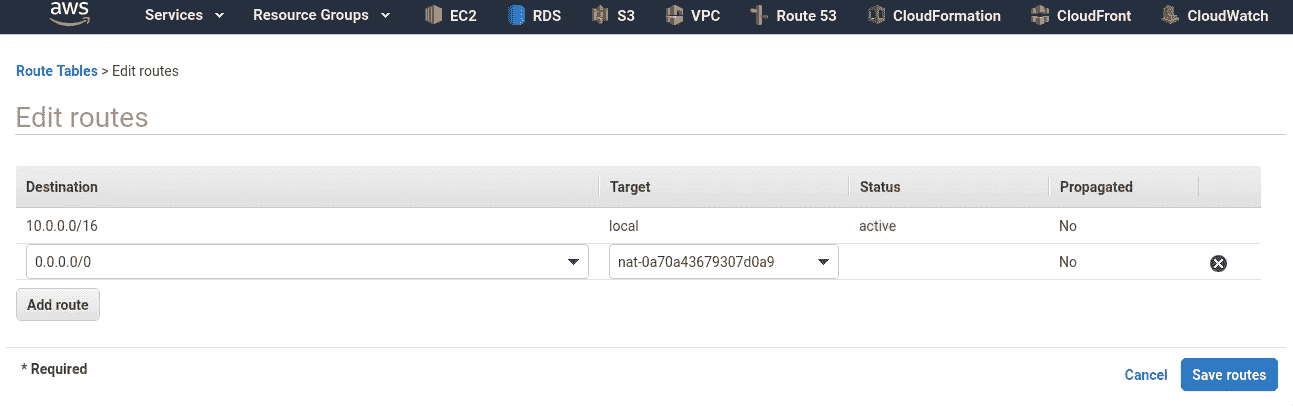 aws Services Resource Groups EC2 RDS S3 VPC Route 53 CloudFormation CloudFront CloudWatch
Route Tables > Edit routes
Edit routes
Destination Target Status Propagated
10.0.0.0/16 local active No
0.0.0.0/0 nat-0a70a43679307d0a9 No
Add route
* Required
Cancel Save routes